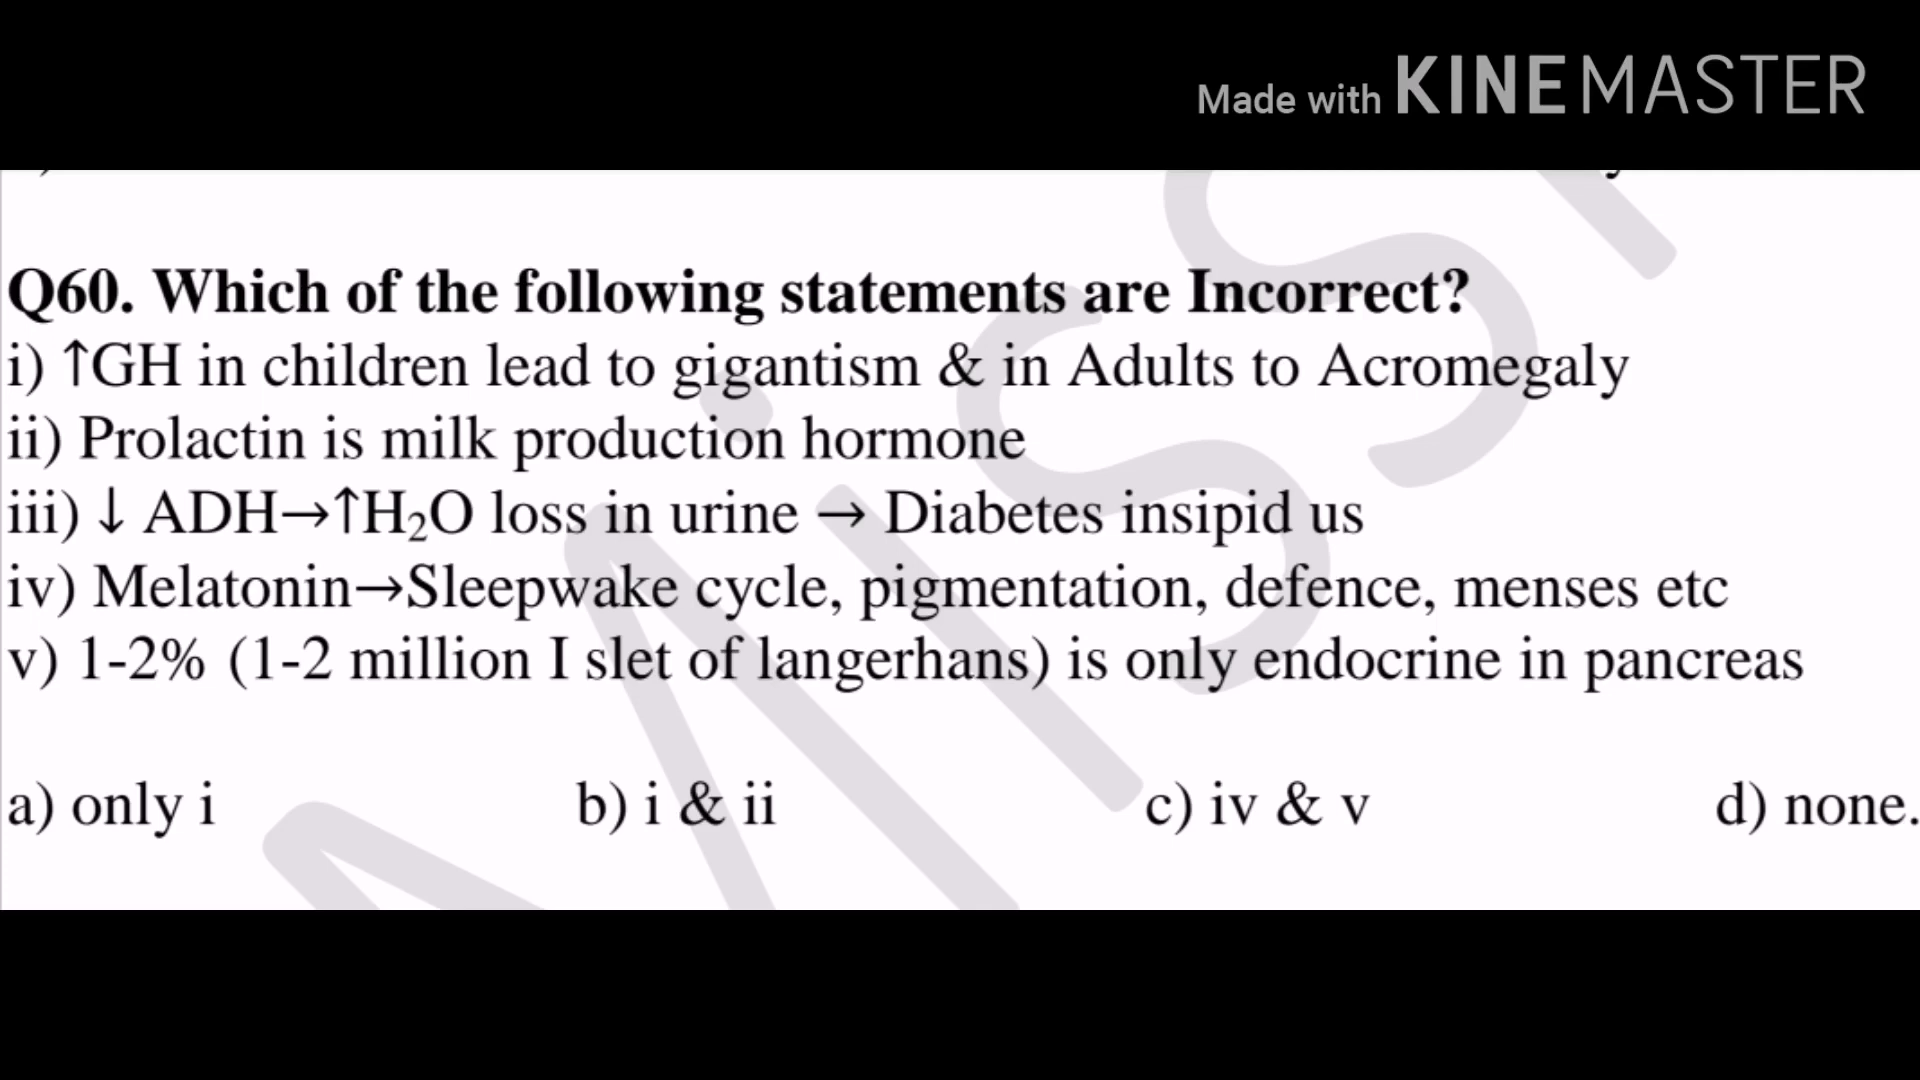 Made with KINEMASTER
Q60. Which of the following statements are Incorrect?
i) ↑GH in children lead to gigantism & in Adults to Acromegaly
ii) Prolactin is milk production hormone
iii) ↓ ADH→↑H₂O loss in urine → Diabetes insipid us
iv) Melatonin→Sleepwake cycle, pigmentation, defence, menses etc
v) 1-2% (1-2 million I slet of langerhans) is only endocrine in pancreas
a) only i b) i & ii c) iv & v d) none.